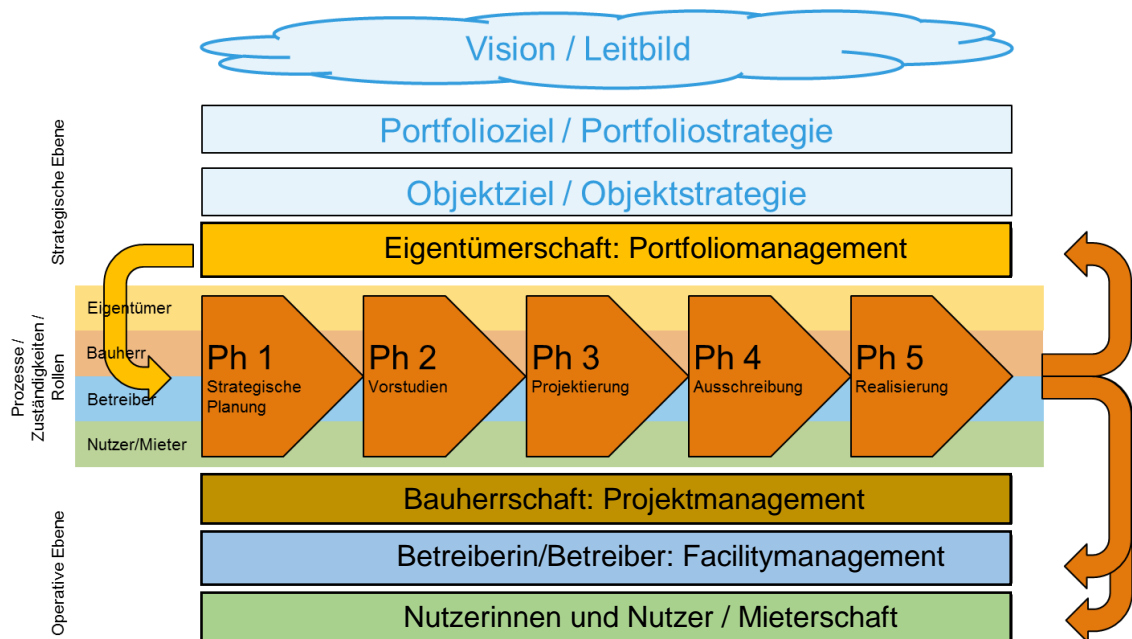 Vision / Leitbild
Strategische Ebene
Portfolioziel / Portfoliostrategie
Objektziel / Objektstrategie
Eigentümerschaft: Portfoliomanagement
Prozesse /
Zuständigkeiten /
Rollen
Eigentümer
Bauherr
Betreiber
Nutzer/Mieter
Ph 1
Strategische
Planung
Ph 2
Vorstudien
Ph 3
Projektierung
Ph 4
Ausschreibung
Ph 5
Realisierung
Operative Ebene
Bauherrschaft: Projektmanagement
Betreiberin/Betreiber: Facilitymanagement
Nutzerinnen und Nutzer / Mieterschaft